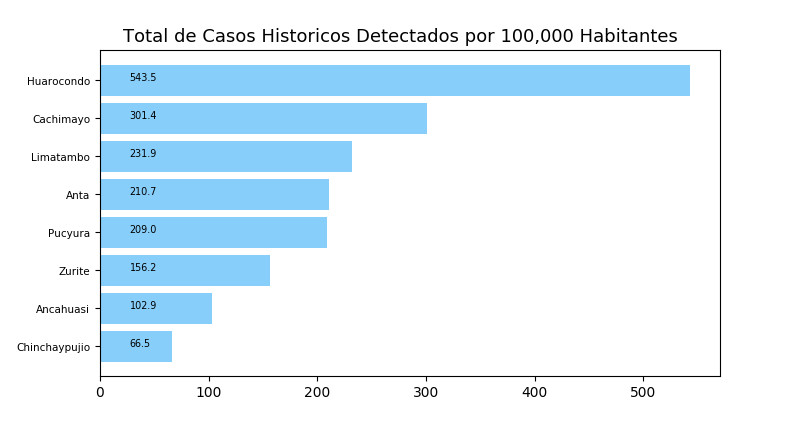 Total de Casos Historicos Detectados por 100,000 Habitantes
Huarocondo 543.5
Cachimayo 301.4
Limatambo 231.9
Anta 210.7
Pucyura 209.0
Zurite 156.2
Ancahuasi 102.9
Chinchaypujio 66.5
0 100 200 300 400 500